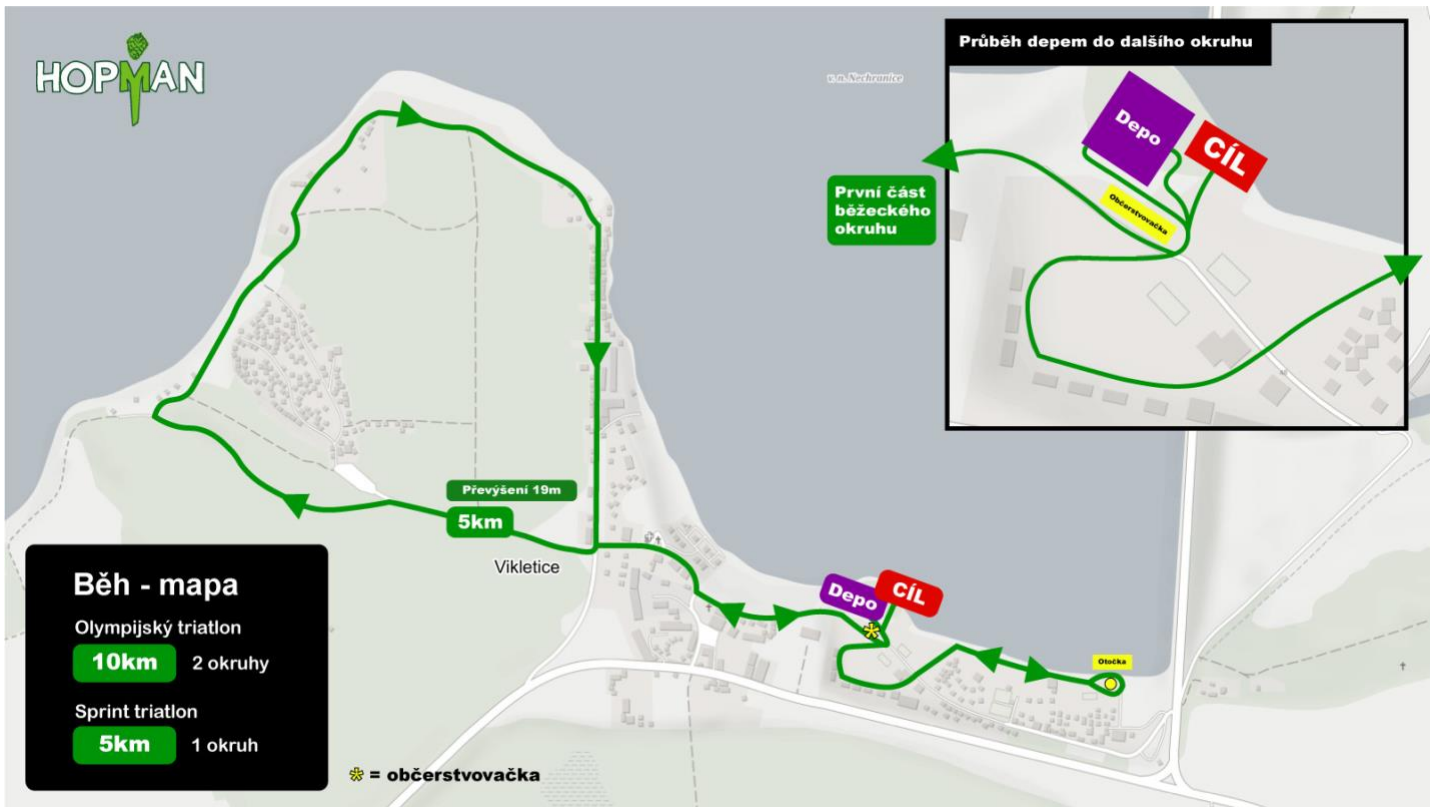 HOPMAN
v. n. Nechranice
Průběh depem do dalšího okruhu
Depo
CÍL
Občerstvovačka
První část
běžeckého
okruhu
Převýšení 19m
5km
Vikletice
Depo
CÍL
Otočka
Běh - mapa
Olympijský triatlon
10km 2 okruhy
Sprint triatlon
5km 1 okruh
= občerstvovačka